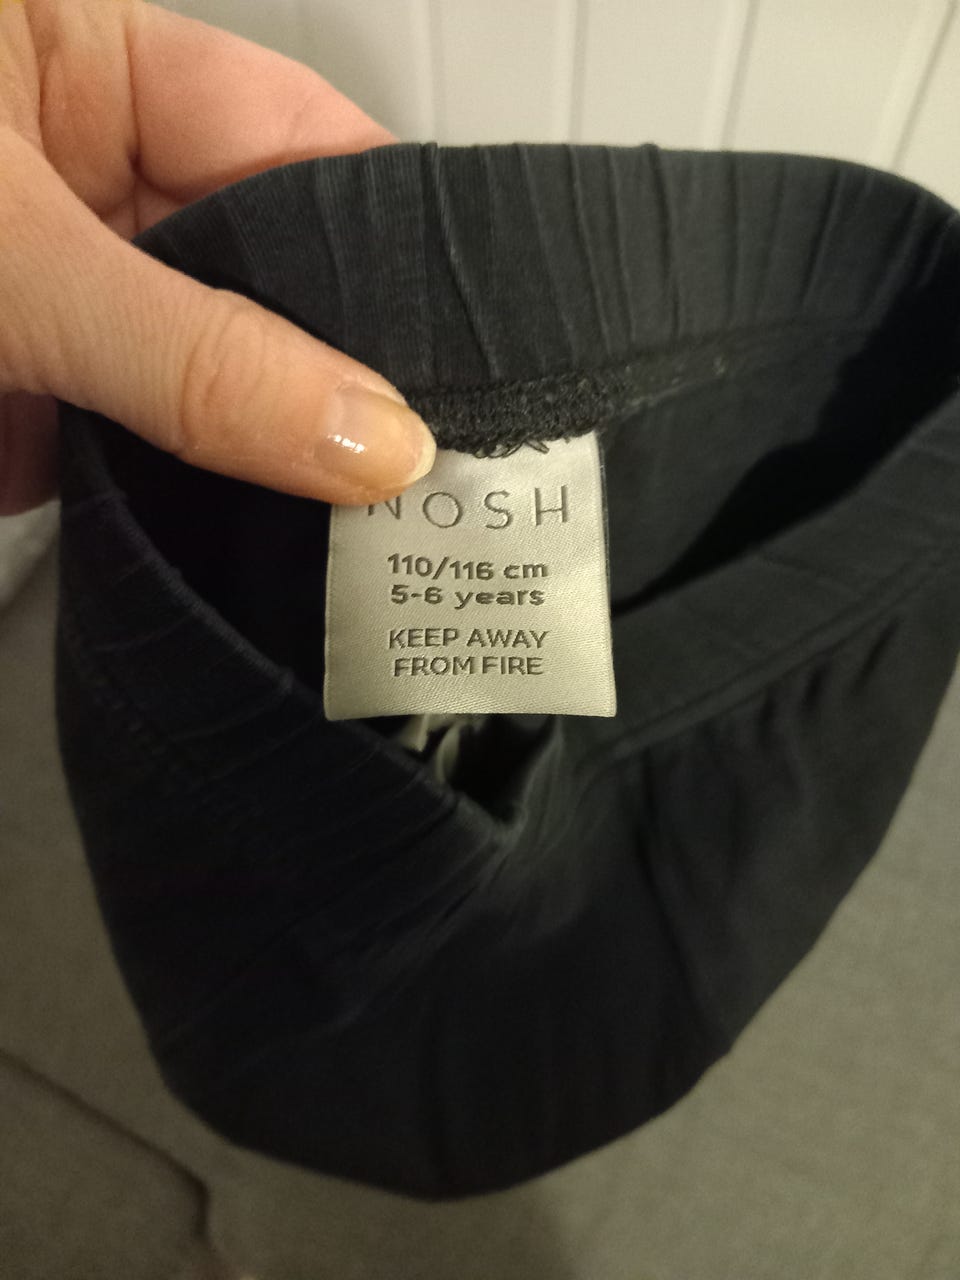 NOSH
110/116 cm
5-6 years
KEEP AWAY
FROM FIRE